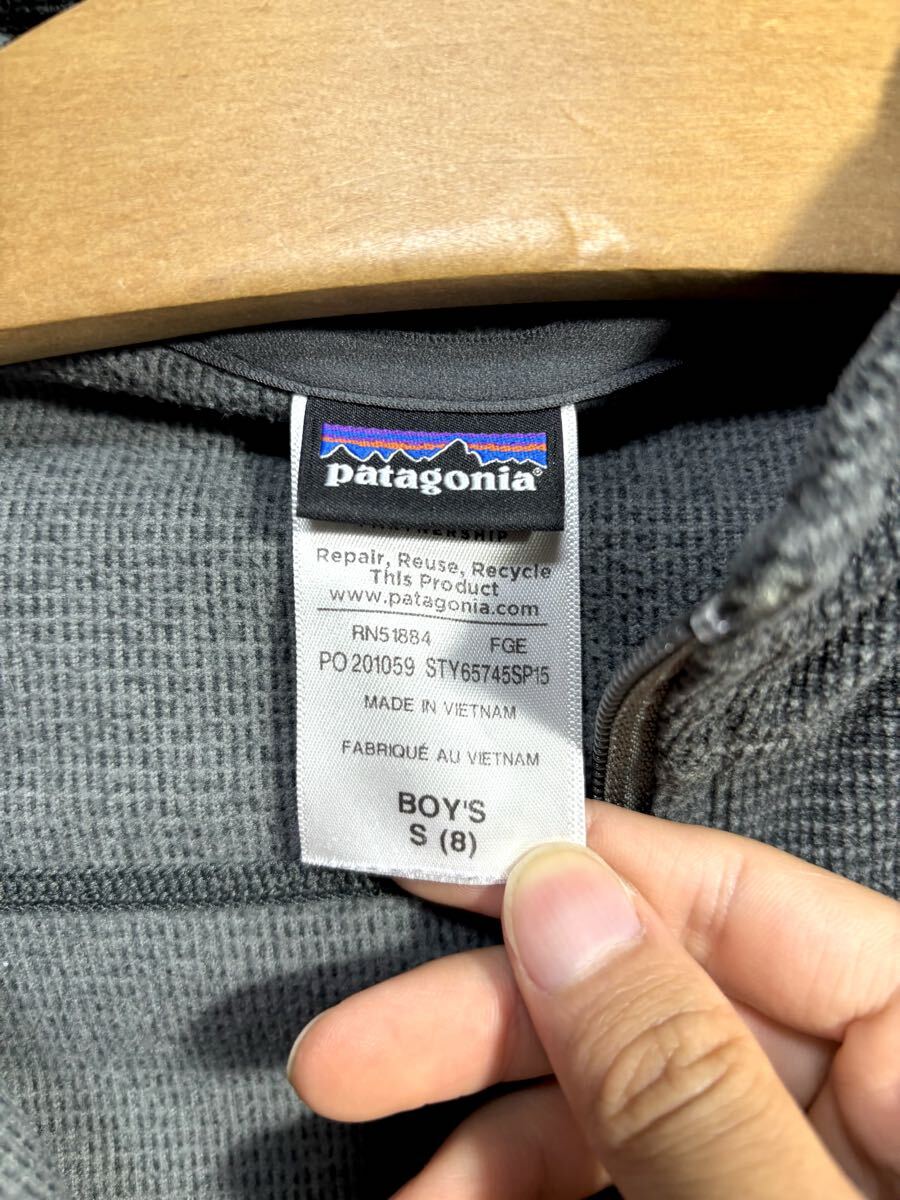 patagonia®
PARTNERSHIP
Repair, Reuse, Recycle
This Product
www.patagonia.com
RN51884 FGE
PO 201059 STY65745SP15
MADE IN VIETNAM
FABRIQUÉ AU VIETNAM
BOY'S
S (8)